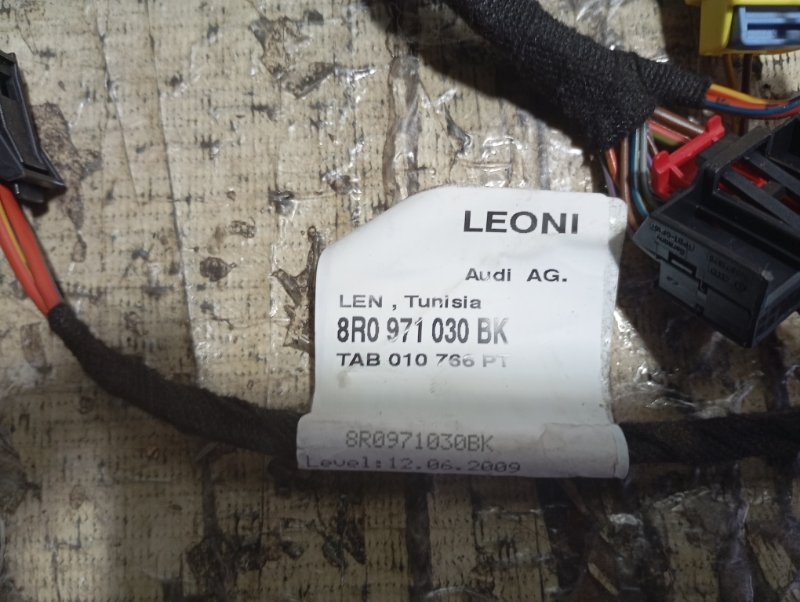 LEONI
Audi AG.
LEN , Tunisia
8R0 971 030 BK
TAB 010 766 PT
8R0971030BK
Level:12.06.2009